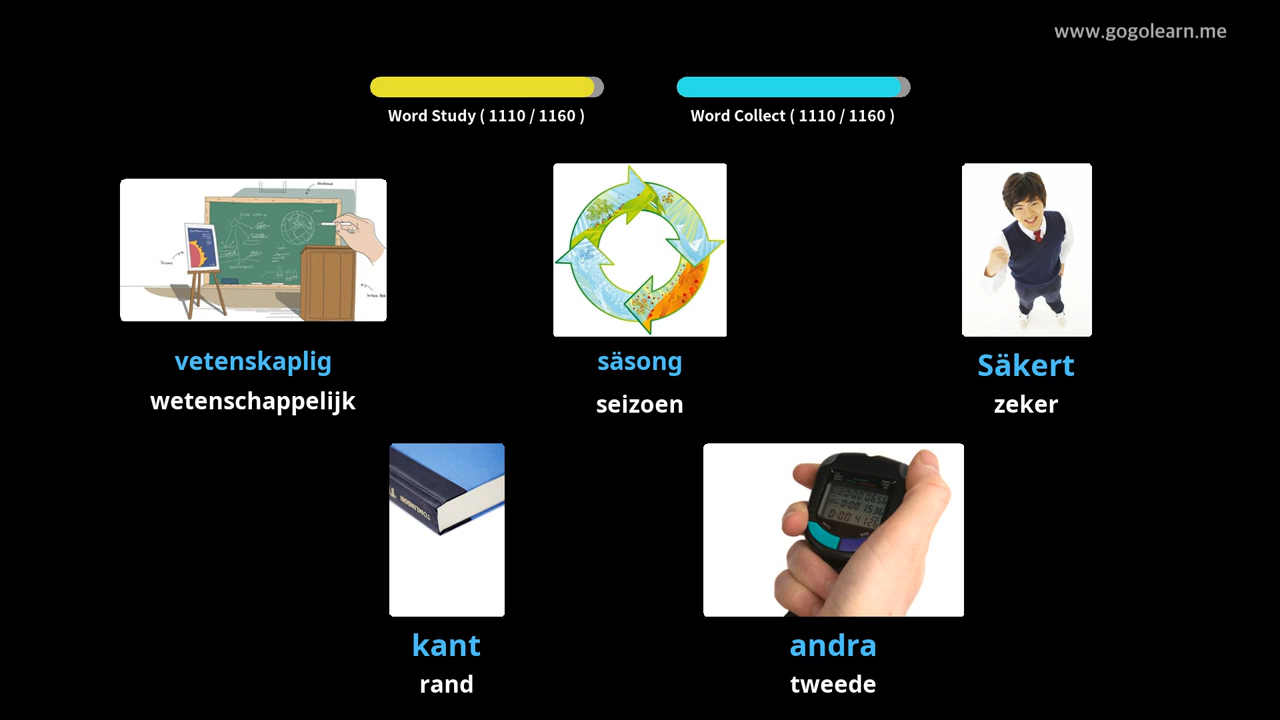 www.gogolearn.me
Word Study ( 1110 / 1160 )
Word Collect ( 1110 / 1160 )
vetenskaplig
wetenschappelijk
säsong
seizoen
Säkert
zeker
TOMLINSON
kant
rand
andra
tweede